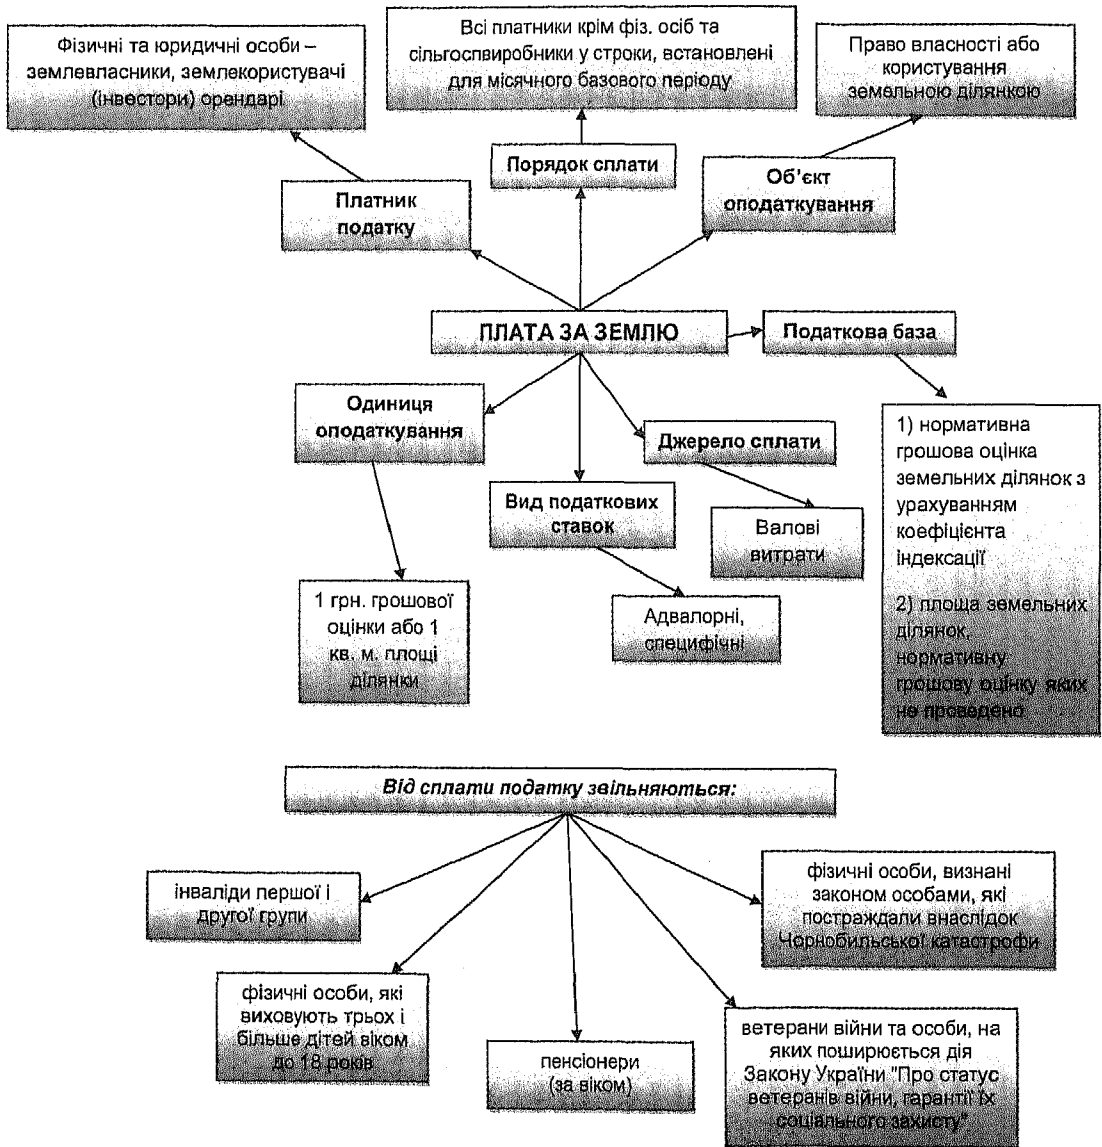 Фізичні та юридичні особи –
землевласники, землекористувачі
(інвестори) орендарі
Всі платники крім фіз. осіб та
сільгоспвиробники у строки, встановлені
для місячного базового періоду
Право власності або
користування
земельною ділянкою
Платник
податку
Порядок сплати
Об’єкт
оподаткування
ПЛАТА ЗА ЗЕМЛЮ
Податкова база
Одиниця
оподаткування
Джерело сплати
Вид податкових
ставок
Валові
витрати
1 грн. грошової
оцінки або 1
кв. м. площі
ділянки
Адвалорні,
специфічні
1) нормативна
грошова оцінка
земельних ділянок з
урахуванням
коефіцієнта
індексації
2) площа земельних
ділянок,
нормативну
грошову оцінку яких
не проведено
Від сплати податку звільняються:
інваліди першої і
другої групи
фізичні особи, які
виховують трьох і
більше дітей віком
до 18 років
пенсіонери
(за віком)
ветерани війни та особи, на
яких поширюється дія
Закону України "Про статус
ветеранів війни, гарантії їх
соціального захисту"
фізичні особи, визнані
законом особами, які
постраждали внаслідок
Чорнобильської катастрофи